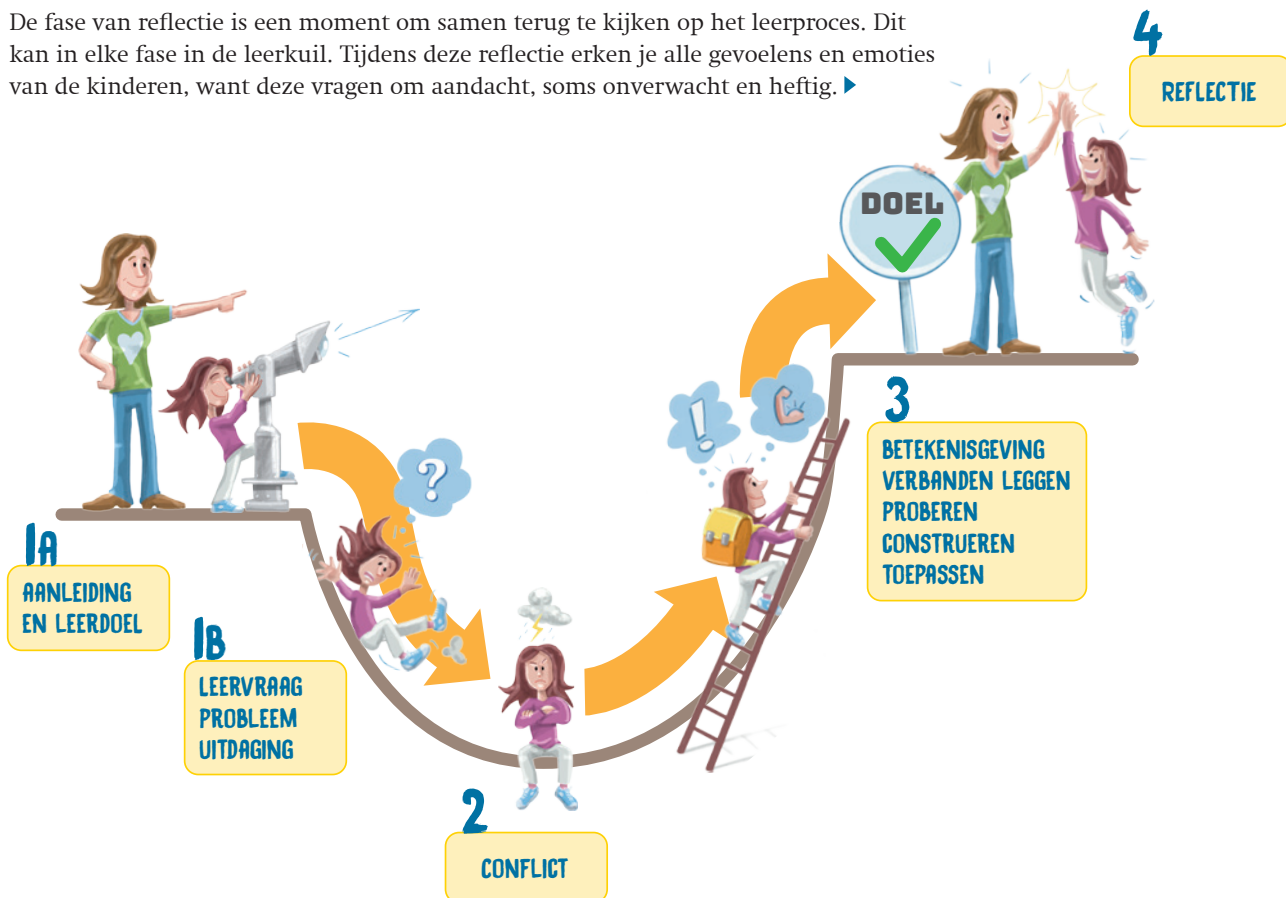 De fase van reflectie is een moment om samen terug te kijken op het leerproces. Dit
kan in elke fase in de leerkuil. Tijdens deze reflectie erken je alle gevoelens en emoties
van de kinderen, want deze vragen om aandacht, soms onverwacht en heftig. ▶
4
REFLECTIE
DOEL
!
?
3
BETEKENISGEVING
VERBANDEN LEGGEN
PROBEREN
CONSTRUEREN
TOEPASSEN
1A
AANLEIDING
EN LEERDOEL
1B
LEERVRAAG
PROBLEEM
UITDAGING
2
CONFLICT